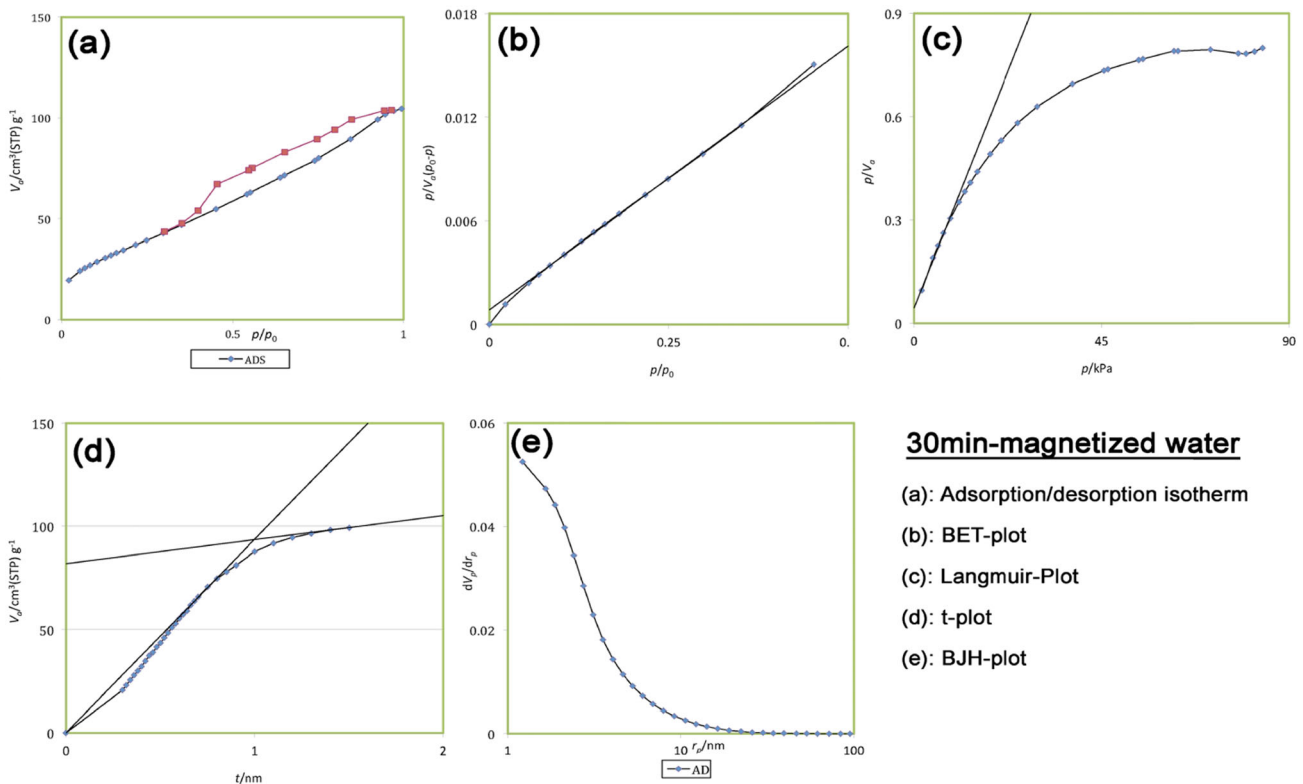 (a)
150
100
50
0
Va/cm³(STP) g⁻¹
0
0.5
p/p₀
1
ADS
(b)
0.018
0.012
0.006
0
p/Va(p₀-p)
0
0.25
0.
p/p₀
(c)
0.9
0.6
0.3
0
p/Va
0
45
90
p/kPa
(d)
150
100
50
0
Va/cm³(STP) g⁻¹
0
1
2
t/nm
(e)
0.06
0.04
0.02
0
dVp/drp
1
10
rp/nm
100
AD
30min-magnetized water
(a): Adsorption/desorption isotherm
(b): BET-plot
(c): Langmuir-Plot
(d): t-plot
(e): BJH-plot